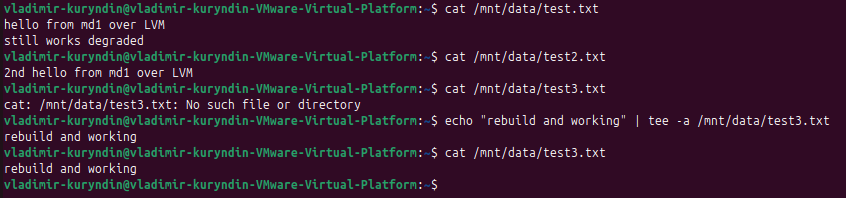 vladimir-kuryndin@vladimir-kuryndin-VMware-Virtual-Platform:~$ cat /mnt/data/test.txt
hello from md1 over LVM
still works degraded
vladimir-kuryndin@vladimir-kuryndin-VMware-Virtual-Platform:~$ cat /mnt/data/test2.txt
2nd hello from md1 over LVM
vladimir-kuryndin@vladimir-kuryndin-VMware-Virtual-Platform:~$ cat /mnt/data/test3.txt
cat: /mnt/data/test3.txt: No such file or directory
vladimir-kuryndin@vladimir-kuryndin-VMware-Virtual-Platform:~$ echo "rebuild and working" | tee -a /mnt/data/test3.txt
rebuild and working
vladimir-kuryndin@vladimir-kuryndin-VMware-Virtual-Platform:~$ cat /mnt/data/test3.txt
rebuild and working
vladimir-kuryndin@vladimir-kuryndin-VMware-Virtual-Platform:~$